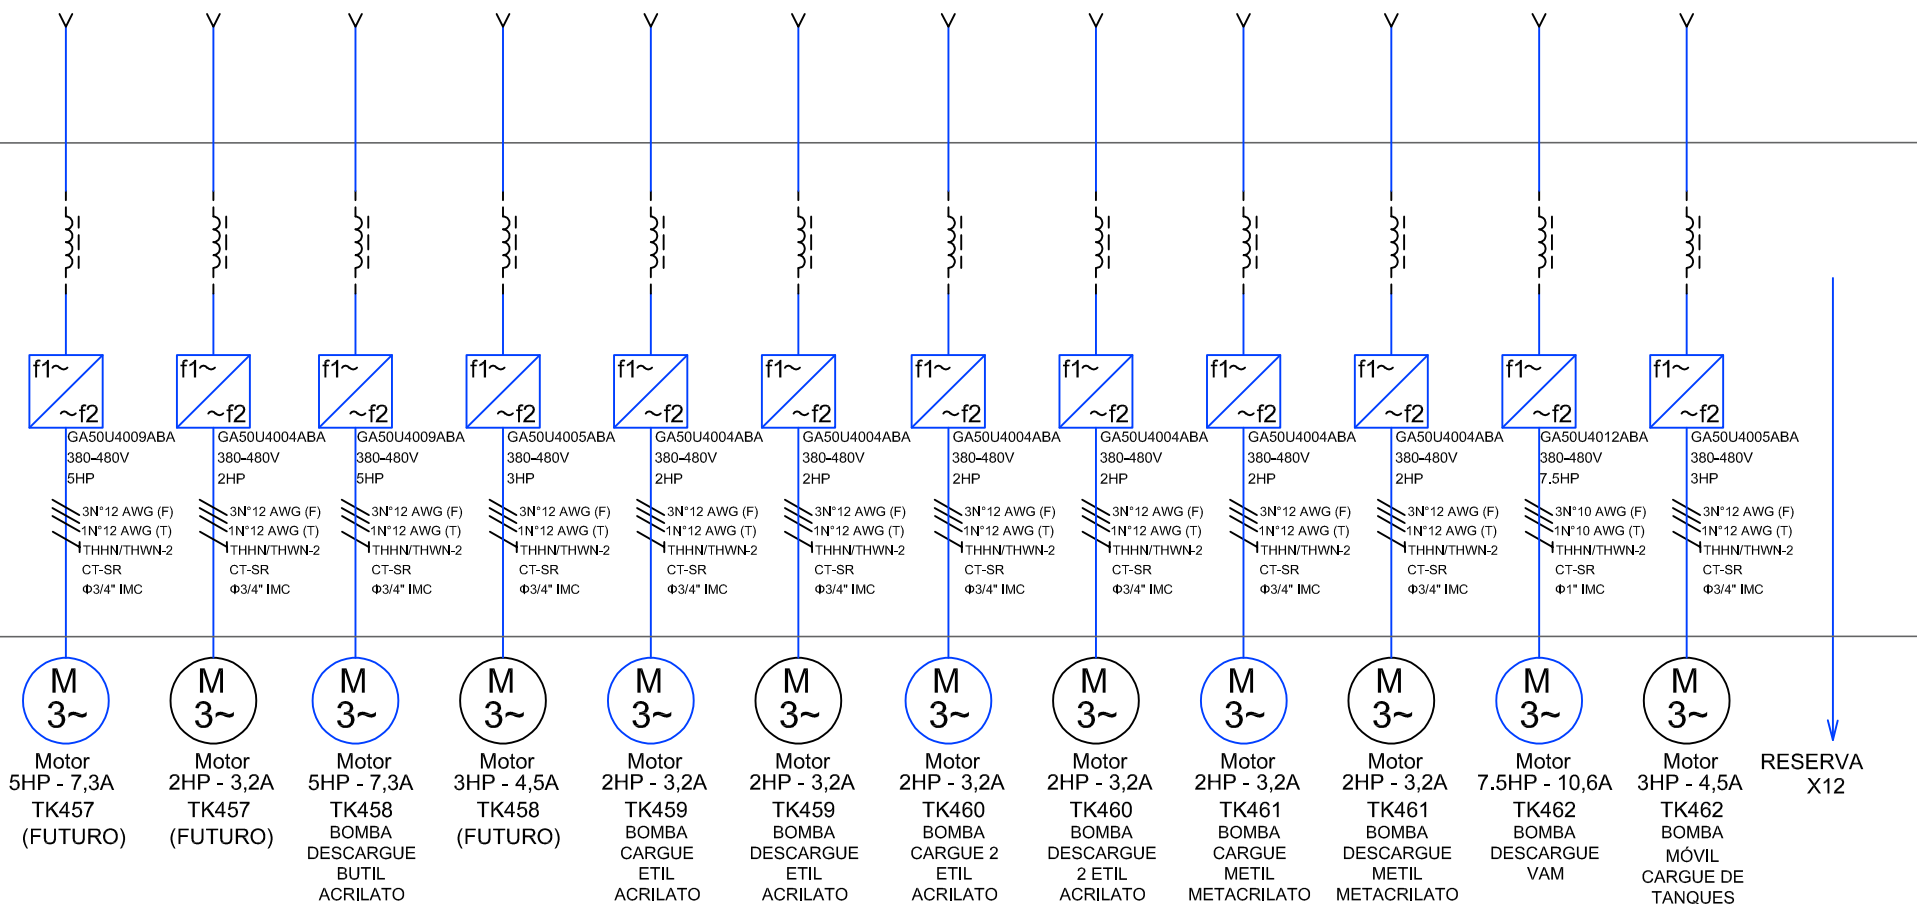 f1~
~f2
GA50U4009ABA
380-480V
5HP
3N°12 AWG (F)
1N°12 AWG (T)
THHN/THWN-2
CT-SR
Φ3/4" IMC
M
3~
Motor
5HP - 7,3A
TK457
(FUTURO)
f1~
~f2
GA50U4004ABA
380-480V
2HP
3N°12 AWG (F)
1N°12 AWG (T)
THHN/THWN-2
CT-SR
Φ3/4" IMC
M
3~
Motor
2HP - 3,2A
TK457
(FUTURO)
f1~
~f2
GA50U4009ABA
380-480V
5HP
3N°12 AWG (F)
1N°12 AWG (T)
THHN/THWN-2
CT-SR
Φ3/4" IMC
M
3~
Motor
5HP - 7,3A
TK458
BOMBA
DESCARGUE
BUTIL
ACRILATO
f1~
~f2
GA50U4005ABA
380-480V
3HP
3N°12 AWG (F)
1N°12 AWG (T)
THHN/THWN-2
CT-SR
Φ3/4" IMC
M
3~
Motor
3HP - 4,5A
TK458
(FUTURO)
f1~
~f2
GA50U4004ABA
380-480V
2HP
3N°12 AWG (F)
1N°12 AWG (T)
THHN/THWN-2
CT-SR
Φ3/4" IMC
M
3~
Motor
2HP - 3,2A
TK459
BOMBA
CARGUE
ETIL
ACRILATO
f1~
~f2
GA50U4004ABA
380-480V
2HP
3N°12 AWG (F)
1N°12 AWG (T)
THHN/THWN-2
CT-SR
Φ3/4" IMC
M
3~
Motor
2HP - 3,2A
TK459
BOMBA
DESCARGUE
ETIL
ACRILATO
f1~
~f2
GA50U4004ABA
380-480V
2HP
3N°12 AWG (F)
1N°12 AWG (T)
THHN/THWN-2
CT-SR
Φ3/4" IMC
M
3~
Motor
2HP - 3,2A
TK460
BOMBA
CARGUE 2
ETIL
ACRILATO
f1~
~f2
GA50U4004ABA
380-480V
2HP
3N°12 AWG (F)
1N°12 AWG (T)
THHN/THWN-2
CT-SR
Φ3/4" IMC
M
3~
Motor
2HP - 3,2A
TK460
BOMBA
DESCARGUE
2 ETIL
ACRILATO
f1~
~f2
GA50U4004ABA
380-480V
2HP
3N°12 AWG (F)
1N°12 AWG (T)
THHN/THWN-2
CT-SR
Φ3/4" IMC
M
3~
Motor
2HP - 3,2A
TK461
BOMBA
CARGUE
METIL
METACRILATO
f1~
~f2
GA50U4004ABA
380-480V
2HP
3N°12 AWG (F)
1N°12 AWG (T)
THHN/THWN-2
CT-SR
Φ3/4" IMC
M
3~
Motor
2HP - 3,2A
TK461
BOMBA
DESCARGUE
METIL
METACRILATO
f1~
~f2
GA50U4012ABA
380-480V
7.5HP
3N°10 AWG (F)
1N°10 AWG (T)
THHN/THWN-2
CT-SR
Φ1" IMC
M
3~
Motor
7.5HP - 10,6A
TK462
BOMBA
DESCARGUE
VAM
f1~
~f2
GA50U4005ABA
380-480V
3HP
3N°12 AWG (F)
1N°12 AWG (T)
THHN/THWN-2
CT-SR
Φ3/4" IMC
M
3~
Motor
3HP - 4,5A
TK462
BOMBA
MÓVIL
CARGUE DE
TANQUES
RESERVA
X12